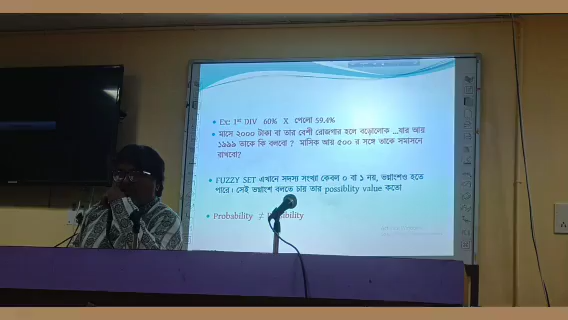 Ex: 1st DIV 60% X পেলো 59.4%
মাসে ২০০০ টাকা বা তার বেশী রোজগার হলে বড়োলোক ...যার আয়
১৯৯৯ তাকে কি বলবো ? মাসিক আয় ৫০০ র সঙ্গে তাকে সমাসনে
রাখবো?
FUZZY SET এখানে সদস্য সংখ্যা কেবল ০ বা ১ নয়, ভগ্নাংশও হতে
পারে। সেই ভগ্নাংশ বলতে চায় তার possiblity value কতো
Probability ≠